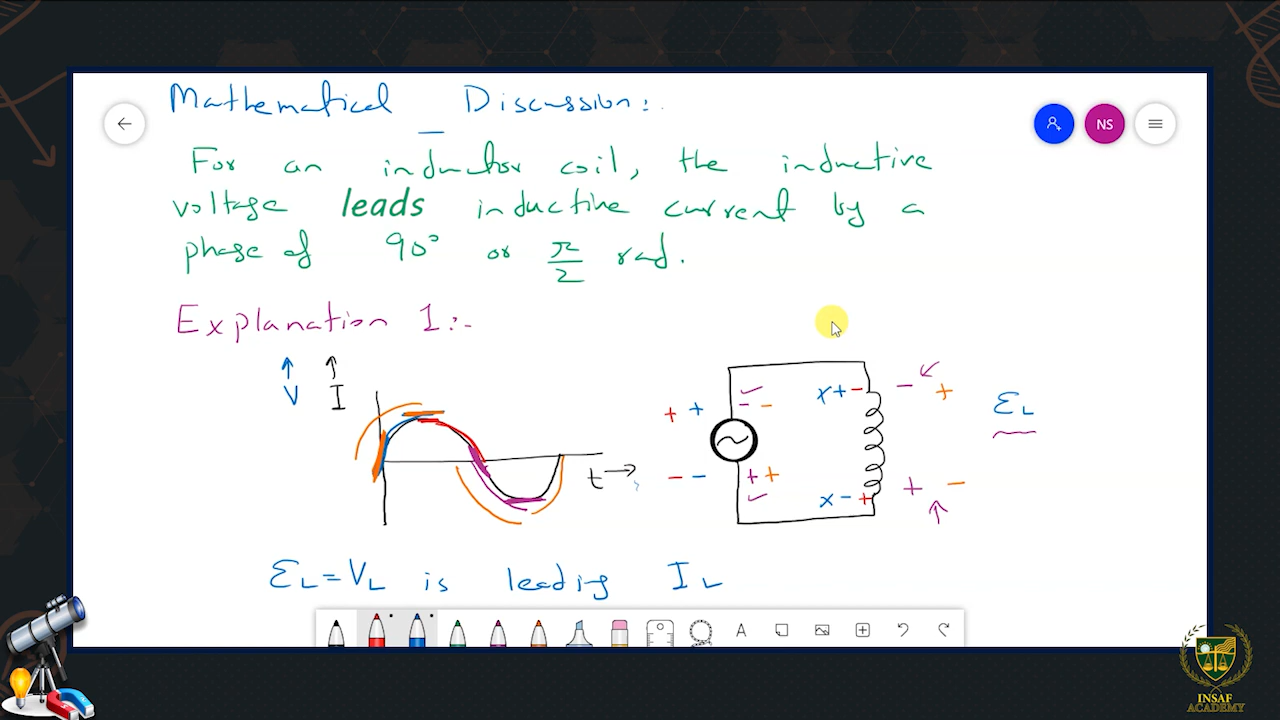 Mathematical Discussion:
NS
For an inductor coil, the inductive
voltage leads inductive current by a
phase of 90° or π/2 rad.
Explanation 1:-
V I
t →
+ +
- -
- -
+ +
x + -
x - +
- +
+ -
εL
εL = VL is leading IL
A
INSAF
ACADEMY